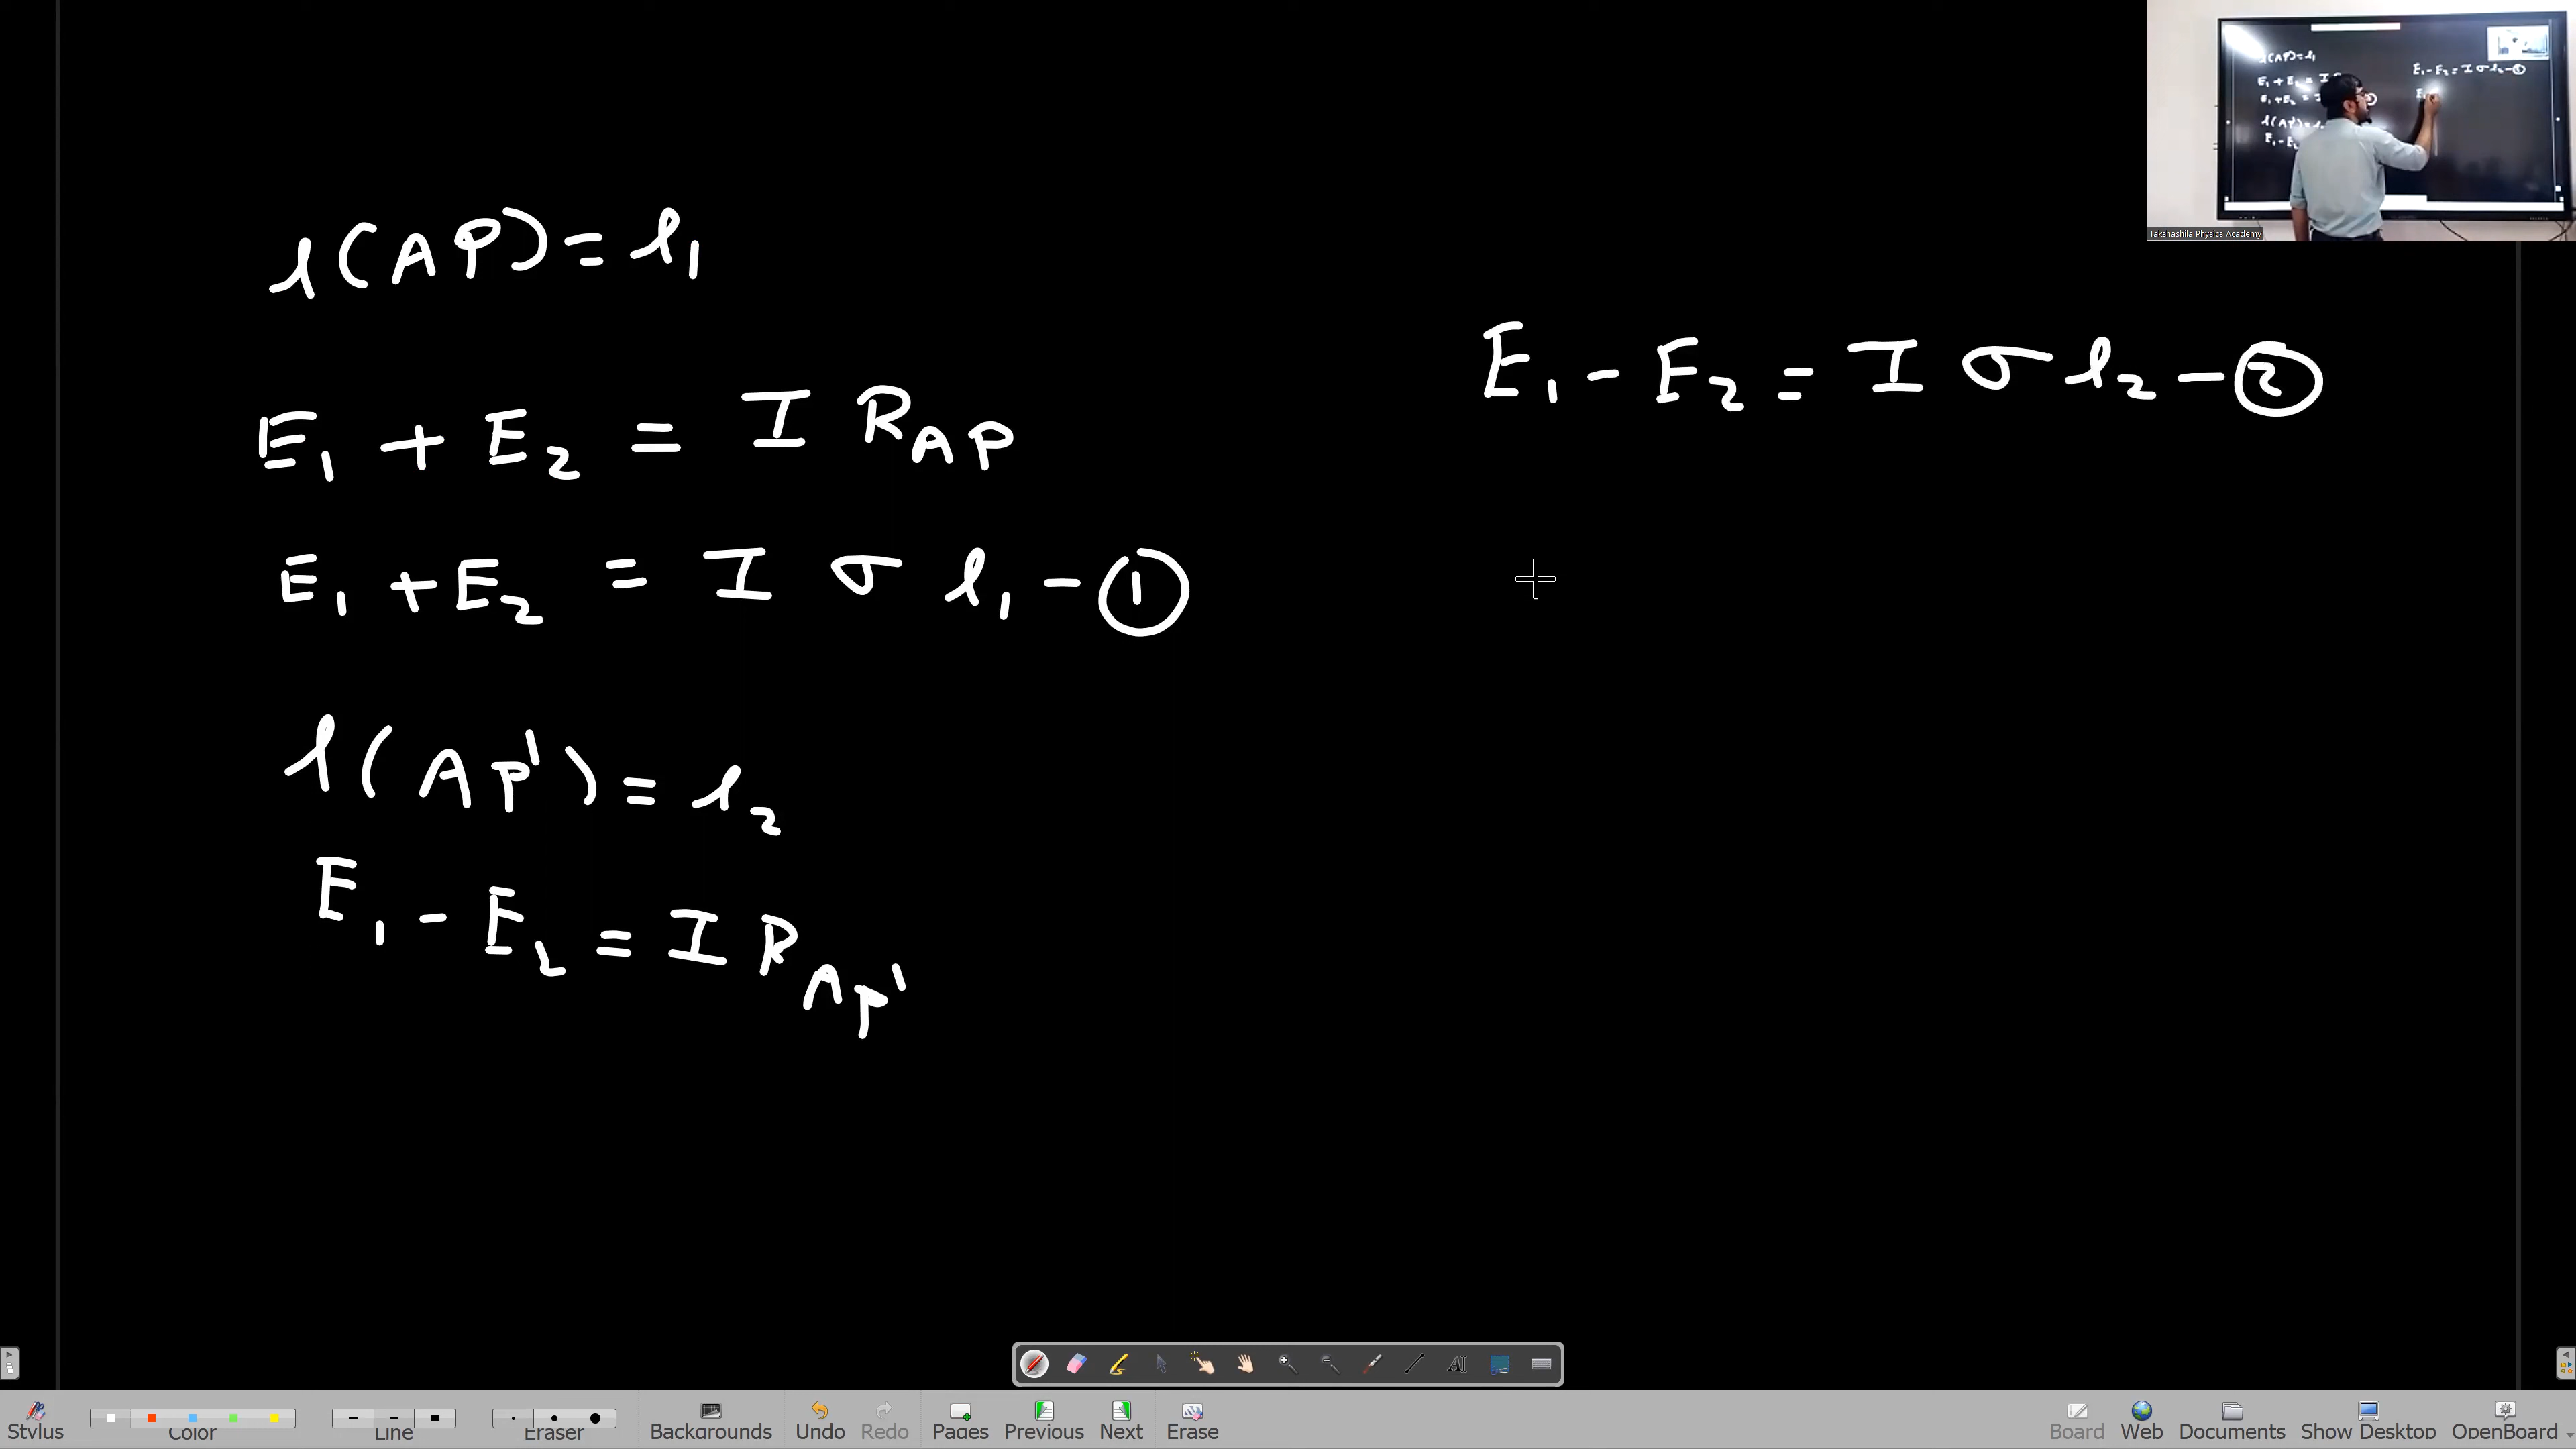 l(AP) = l₁
E₁ + E₂ = I R_AP
E₁ + E₂ = I σ l₁ – ①
l(AP') = l₂
E₁ – E₂ = I R_AP'
E₁ – E₂ = I σ l₂ – ②
Takshashila Physics Academy
Stylus Color Line Eraser Backgrounds Undo Redo Pages Previous Next Erase Board Web Documents Show Desktop OpenBoard